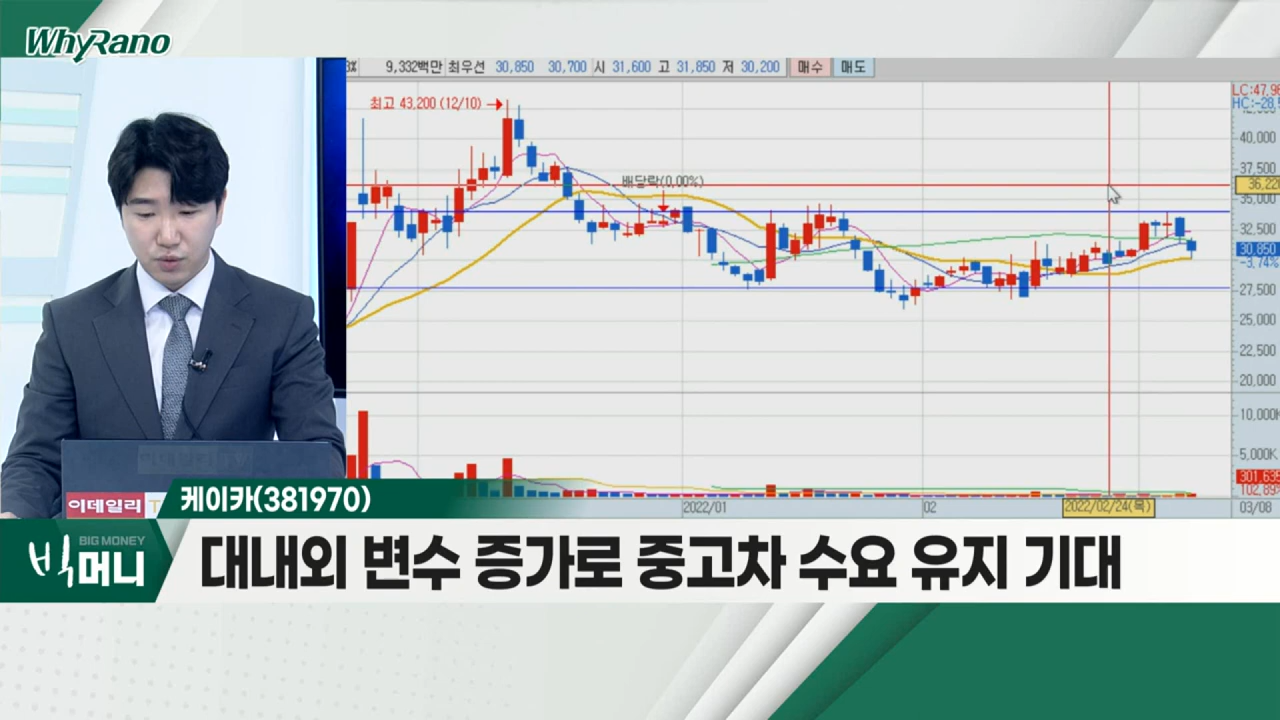 WhyRano
3% 9,332백만 최우선 30,850 30,700 시 31,600 고 31,850 저 30,200 매수 매도
LC:47.96
HC:-28.5
최고 43,200 (12/10)
40,000
배당락(0,00%)
37,500
36,220
35,000
32,500
30,850
-3,74%
27,500
25,000
22,500
20,000
10,000K
5,000K
301,635
102,895
2022/01
02
2022/02/24(목)
03/08
이데일리 T
케이카(381970)
BIG MONEY
빅머니
대내외 변수 증가로 중고차 수요 유지 기대